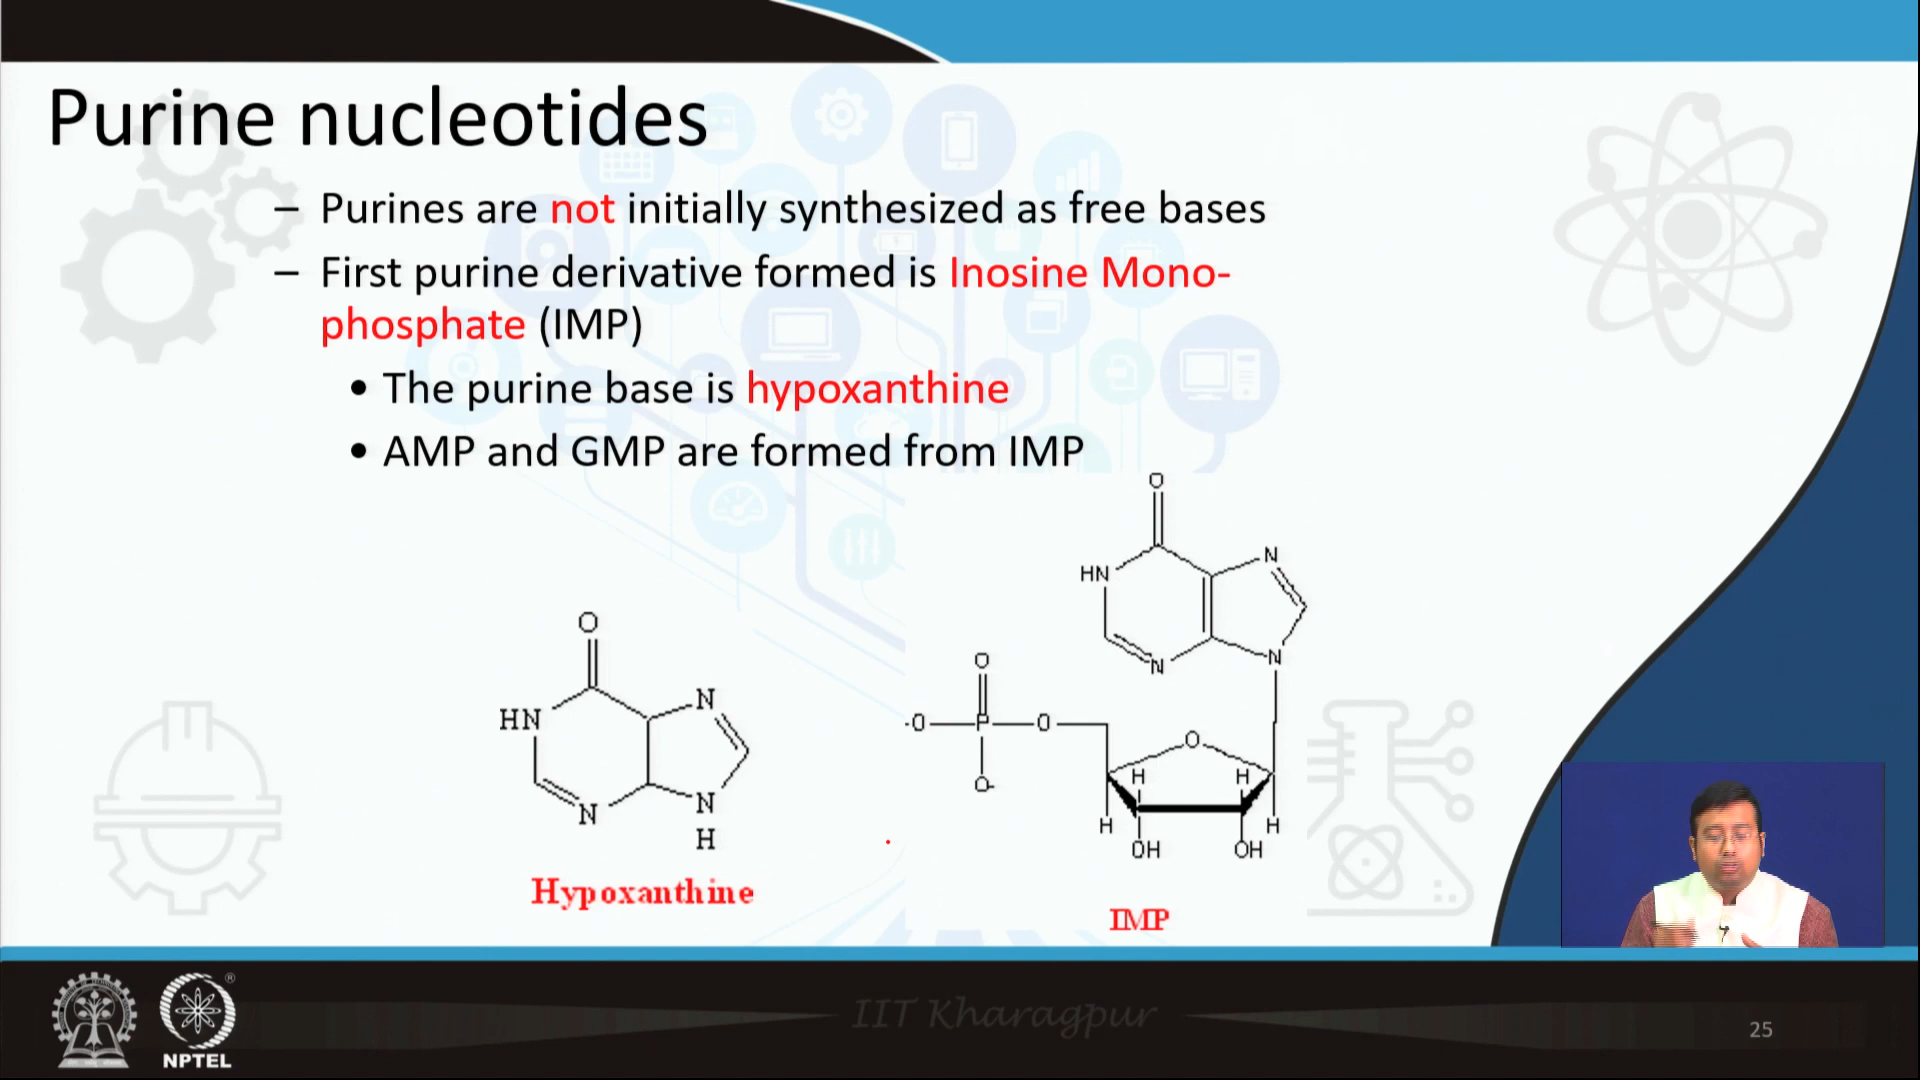 Purine nucleotides
– Purines are not initially synthesized as free bases
– First purine derivative formed is Inosine Mono-
phosphate (IMP)
• The purine base is hypoxanthine
• AMP and GMP are formed from IMP
O
HN
N
N
N
H
Hypoxanthine
O
HN
N
N
N
O
-O
P
O
O-
O
H
H
H
H
OH
OH
IMP
IIT Kharagpur
NPTEL
®
25